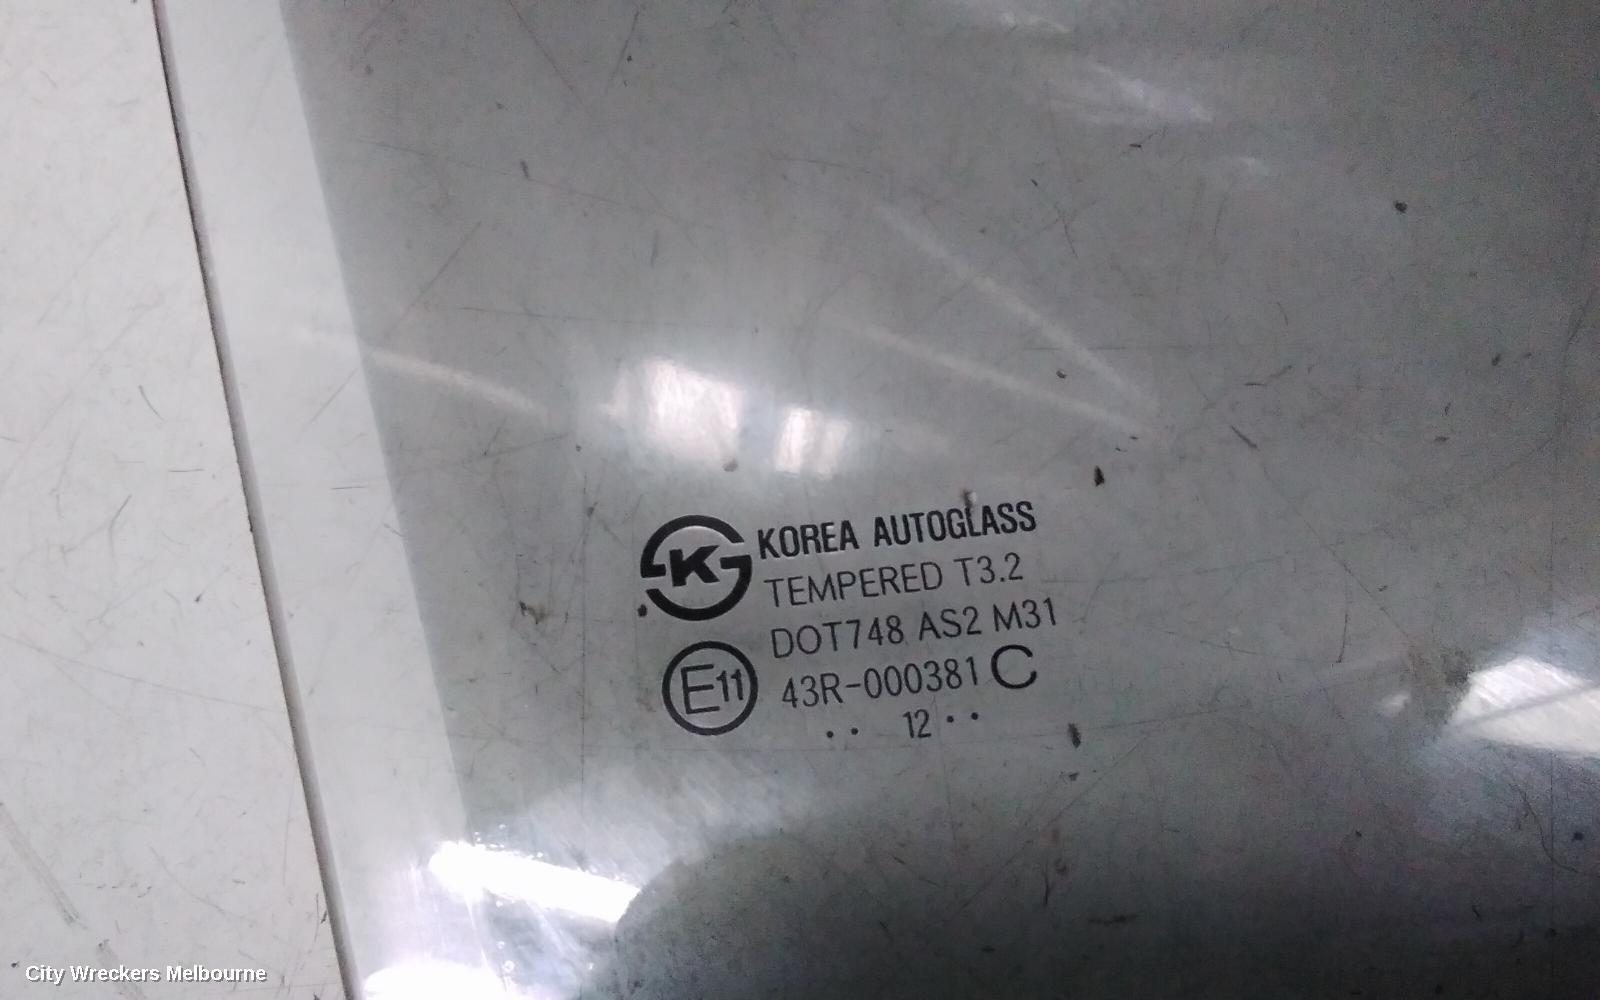 K KOREA AUTOGLASS
TEMPERED T3.2
DOT748 AS2 M31
E11 43R-000381 C
.. 12 ..
City Wreckers Melbourne